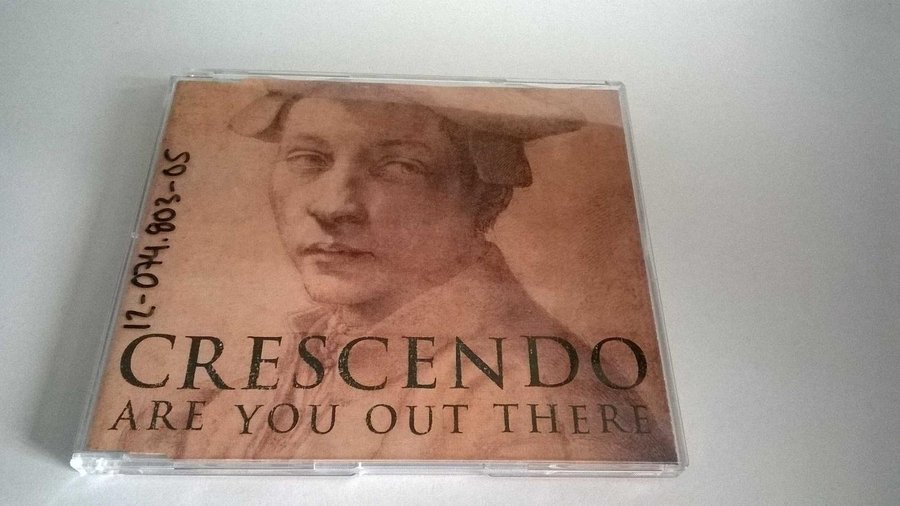 12-074.803-05
CRESCENDO
ARE YOU OUT THERE